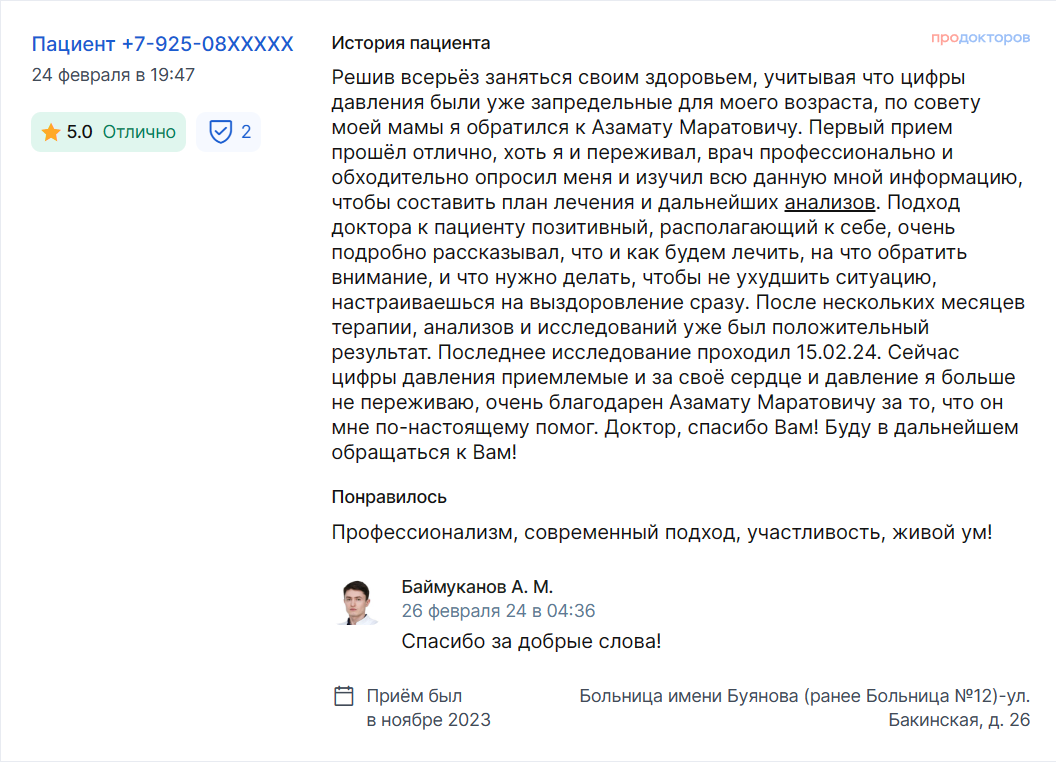 Пациент +7-925-08XXXXX
24 февраля в 19:47
5.0 Отлично
2
История пациента
продокторов
Решив всерьёз заняться своим здоровьем, учитывая что цифры
давления были уже запредельные для моего возраста, по совету
моей мамы я обратился к Азамату Маратовичу. Первый прием
прошёл отлично, хоть я и переживал, врач профессионально и
обходительно опросил меня и изучил всю данную мной информацию,
чтобы составить план лечения и дальнейших анализов. Подход
доктора к пациенту позитивный, располагающий к себе, очень
подробно рассказывал, что и как будем лечить, на что обратить
внимание, и что нужно делать, чтобы не ухудшить ситуацию,
настраиваешься на выздоровление сразу. После нескольких месяцев
терапии, анализов и исследований уже был положительный
результат. Последнее исследование проходил 15.02.24. Сейчас
цифры давления приемлемые и за своё сердце и давление я больше
не переживаю, очень благодарен Азамату Маратовичу за то, что он
мне по-настоящему помог. Доктор, спасибо Вам! Буду в дальнейшем
обращаться к Вам!
Понравилось
Профессионализм, современный подход, участливость, живой ум!
Баймуканов А. М.
26 февраля 24 в 04:36
Спасибо за добрые слова!
Приём был
в ноябре 2023
Больница имени Буянова (ранее Больница №12)-ул.
Бакинская, д. 26